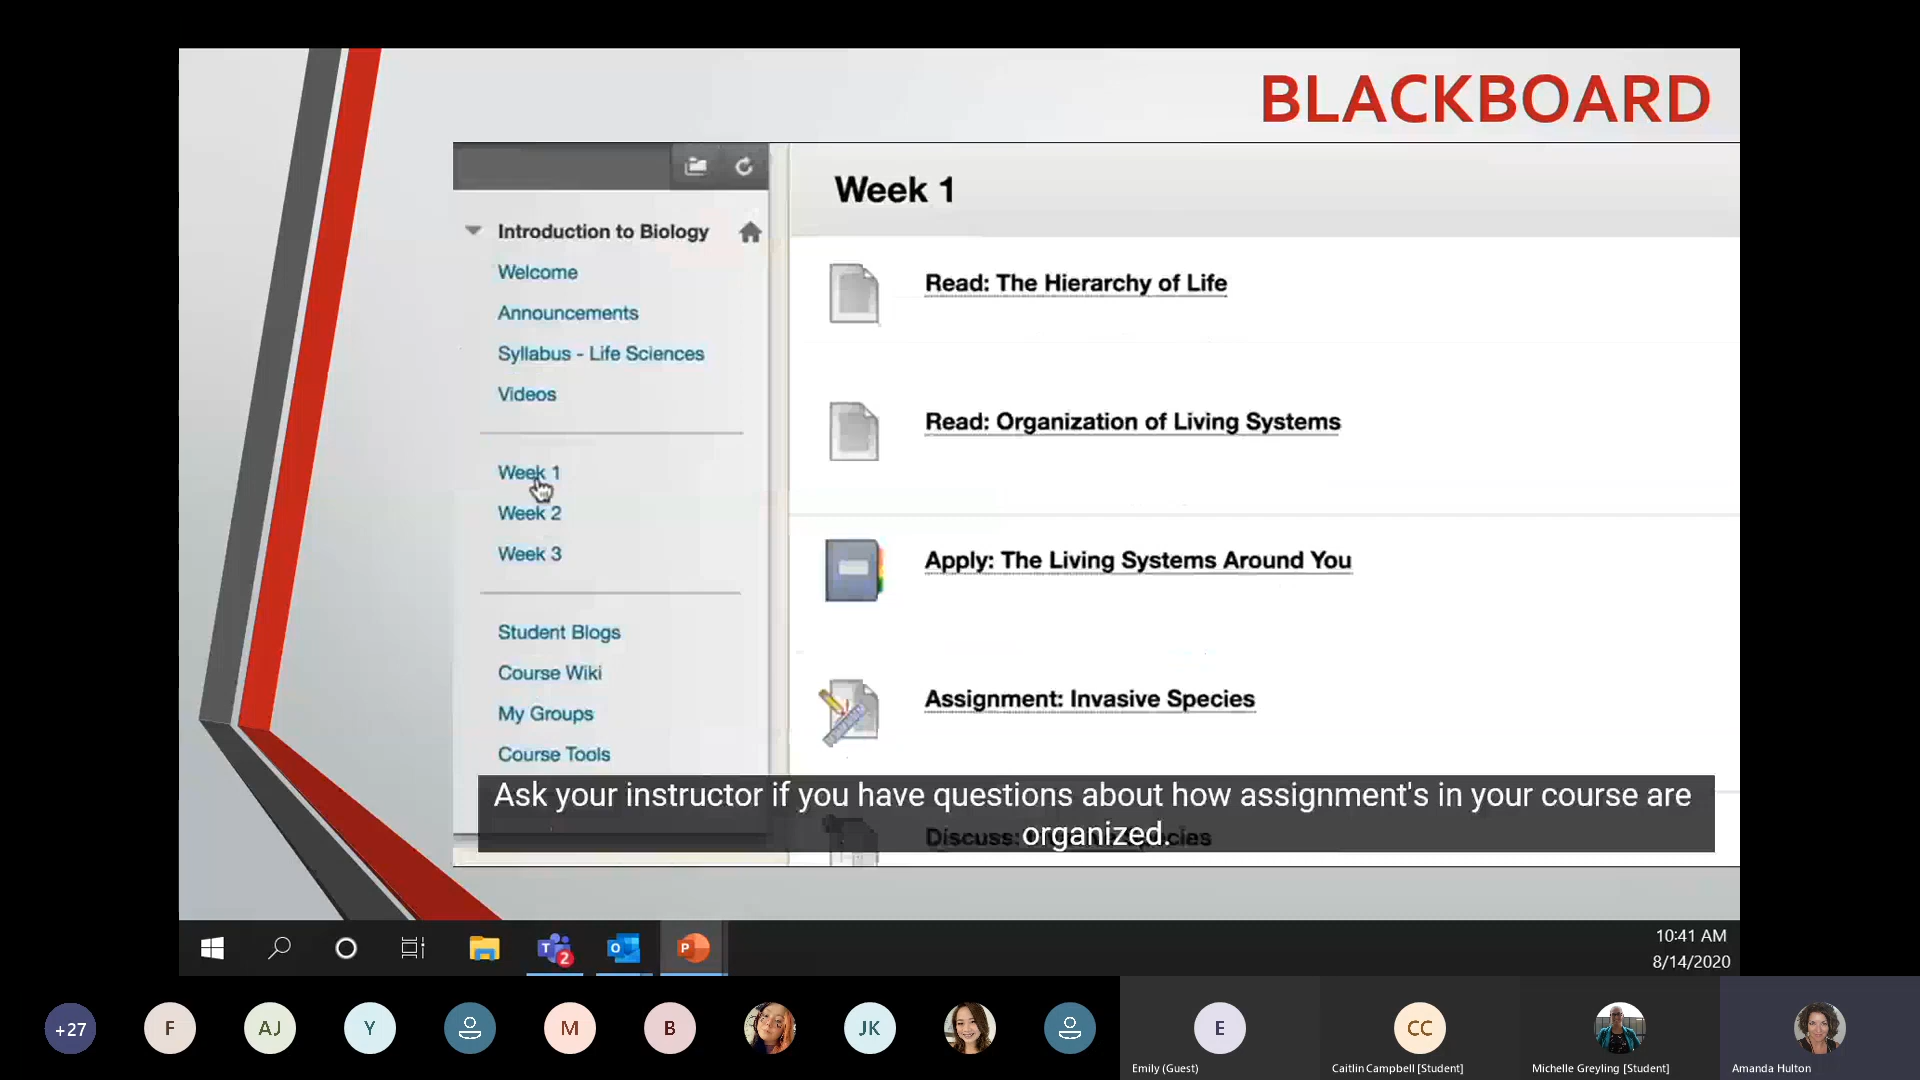 BLACKBOARD
Introduction to Biology
Welcome
Announcements
Syllabus - Life Sciences
Videos
Week 1
Week 2
Week 3
Student Blogs
Course Wiki
My Groups
Course Tools
Week 1
Read: The Hierarchy of Life
Read: Organization of Living Systems
Apply: The Living Systems Around You
Assignment: Invasive Species
Discuss:
Ask your instructor if you have questions about how assignment's in your course are
organized.
T
2
O
P
10:41 AM
8/14/2020
+27
F
AJ
Y
M
B
JK
E
CC
Emily (Guest)
Caitlin Campbell [Student]
Michelle Greyling [Student]
Amanda Hulton